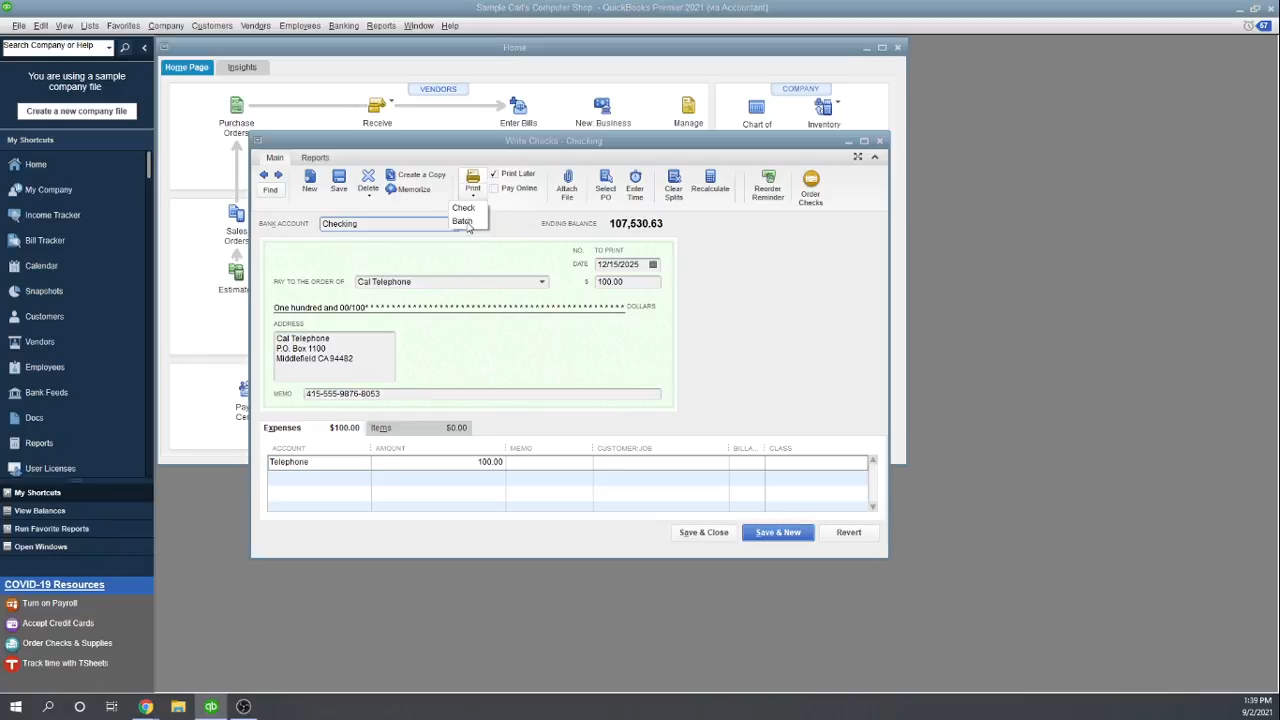 Sample Carl's Computer Shop - QuickBooks Premier 2021 (via Accountant)
File Edit View Lists Favorites Company Customers Vendors Employees Banking Reports Window Help
67
Search Company or Help
Home
You are using a sample company file
Create a new company file
Home Page
Insights
VENDORS
COMPANY
Purchase Orders
Receive
Enter Bills
New Business
Manage
Chart of
Inventory
My Shortcuts
Home
My Company
Income Tracker
Bill Tracker
Calendar
Snapshots
Customers
Vendors
Employees
Bank Feeds
Docs
Reports
User Licenses
My Shortcuts
View Balances
Run Favorite Reports
Open Windows
COVID-19 Resources
Turn on Payroll
Accept Credit Cards
Order Checks & Supplies
Track time with TSheets
Sales Orders
Write Checks - Checking
Main
Reports
Find
New
Save
Delete
Create a Copy
Memorize
Print
Print Later
Pay Online
Attach File
Select PO
Enter Time
Clear Splits
Recalculate
Reorder Reminder
Order Checks
Check
Batch
BANK ACCOUNT
Checking
ENDING BALANCE
107,530.63
NO. TO PRINT
DATE 12/15/2025
PAY TO THE ORDER OF
Cal Telephone
$ 100.00
One hundred and 00/100* * * * * * * * * * * * * * * * * * * * * * * * * * * * * * * * * * * * * * * * * * * * * * DOLLARS
ADDRESS
Cal Telephone
P.O. Box 1100
Middlefield CA 94482
MEMO
415-555-9876-8053
Expenses $100.00
Items $0.00
ACCOUNT AMOUNT MEMO CUSTOMER:JOB BILLA... CLASS
Telephone 100.00
Save & Close
Save & New
Revert
1:39 PM
9/2/2021